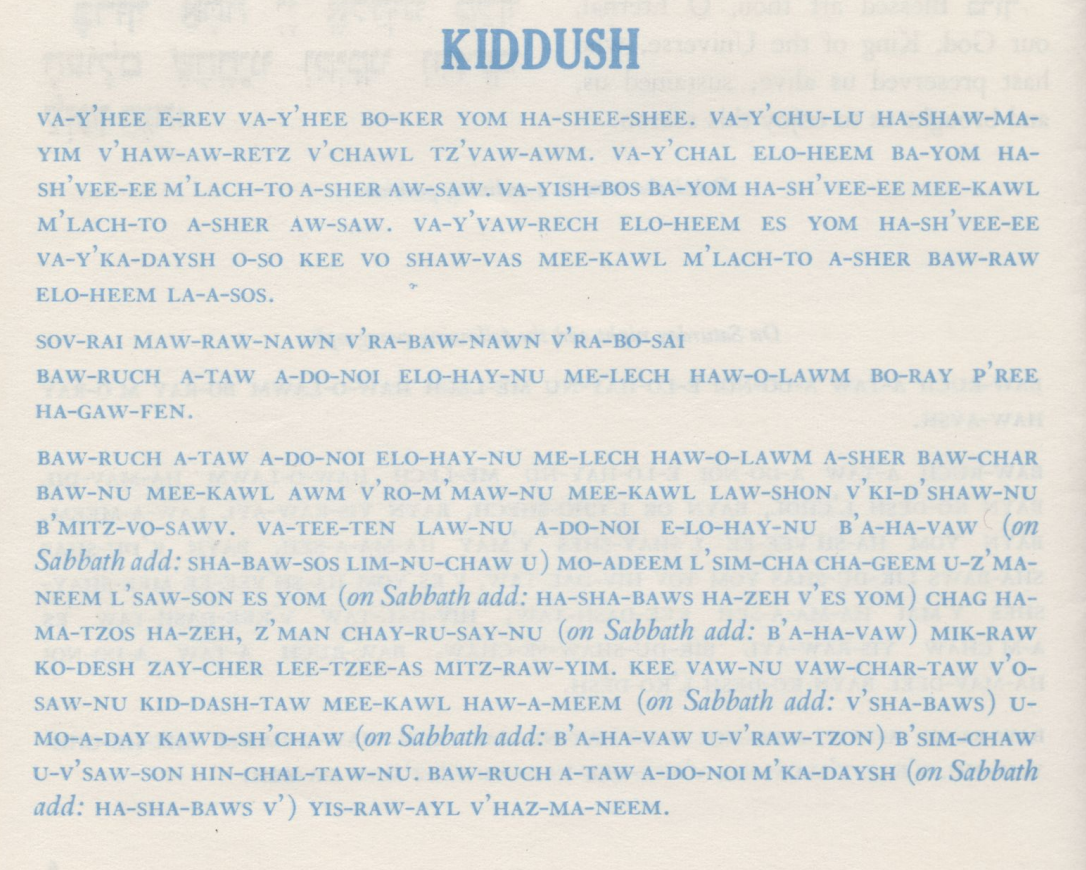 KIDDUSH
VA-Y'HEE E-REV VA-Y'HEE BO-KER YOM HA-SHEE-SHEE. VA-Y'CHU-LU HA-SHAW-MA-
YIM V'HAW-AW-RETZ V'CHAWL TZ'VAW-AWM. VA-Y'CHAL ELO-HEEM BA-YOM HA-
SH'VEE-EE M'LACH-TO A-SHER AW-SAW. VA-YISH-BOS BA-YOM HA-SH'VEE-EE MEE-KAWL
M'LACH-TO A-SHER AW-SAW. VA-Y'VAW-RECH ELO-HEEM ES YOM HA-SH'VEE-EE
VA-Y'KA-DAYSH O-SO KEE VO SHAW-VAS MEE-KAWL M'LACH-TO A-SHER BAW-RAW
ELO-HEEM LA-A-SOS.
SOV-RAI MAW-RAW-NAWN V'RA-BAW-NAWN V'RA-BO-SAI
BAW-RUCH A-TAW A-DO-NOI ELO-HAY-NU ME-LECH HAW-O-LAWM BO-RAY P'REE
HA-GAW-FEN.
BAW-RUCH A-TAW A-DO-NOI ELO-HAY-NU ME-LECH HAW-O-LAWM A-SHER BAW-CHAR
BAW-NU MEE-KAWL AWM V'RO-M'MAW-NU MEE-KAWL LAW-SHON V'KI-D'SHAW-NU
B'MITZ-VO-SAWV. VA-TEE-TEN LAW-NU A-DO-NOI E-LO-HAY-NU B'A-HA-VAW (on
Sabbath add: SHA-BAW-SOS LIM-NU-CHAW U) MO-ADEEM L'SIM-CHA CHA-GEEM U-Z'MA-
NEEM L'SAW-SON ES YOM (on Sabbath add: HA-SHA-BAWS HA-ZEH V'ES YOM) CHAG HA-
MA-TZOS HA-ZEH, Z'MAN CHAY-RU-SAY-NU (on Sabbath add: B'A-HA-VAW) MIK-RAW
KO-DESH ZAY-CHER LEE-TZEE-AS MITZ-RAW-YIM. KEE VAW-NU VAW-CHAR-TAW V'O-
SAW-NU KID-DASH-TAW MEE-KAWL HAW-A-MEEM (on Sabbath add: V'SHA-BAWS) U-
MO-A-DAY KAWD-SH'CHAW (on Sabbath add: B'A-HA-VAW U-V'RAW-TZON) B'SIM-CHAW
U-V'SAW-SON HIN-CHAL-TAW-NU. BAW-RUCH A-TAW A-DO-NOI M'KA-DAYSH (on Sabbath
add: HA-SHA-BAWS V') YIS-RAW-AYL V'HAZ-MA-NEEM.